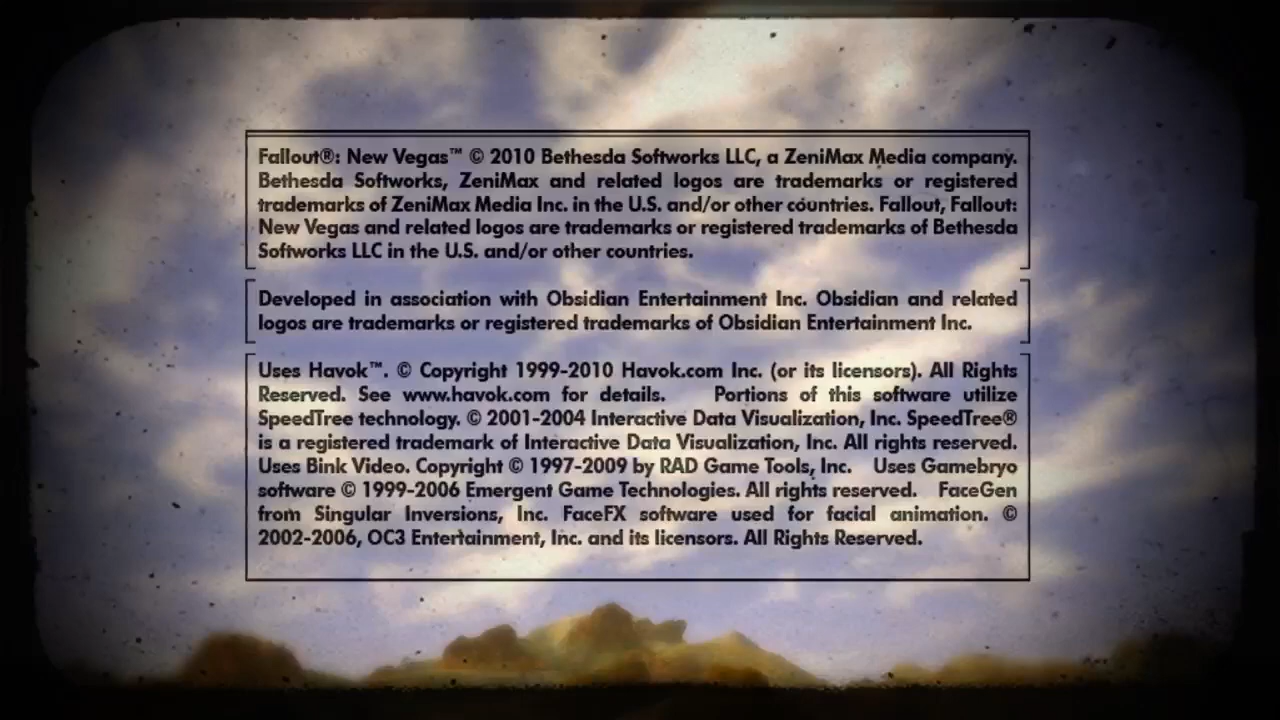 Fallout®: New Vegas™ © 2010 Bethesda Softworks LLC, a ZeniMax Media company.
Bethesda Softworks, ZeniMax and related logos are trademarks or registered
trademarks of ZeniMax Media Inc. in the U.S. and/or other countries. Fallout, Fallout:
New Vegas and related logos are trademarks or registered trademarks of Bethesda
Softworks LLC in the U.S. and/or other countries.
Developed in association with Obsidian Entertainment Inc. Obsidian and related
logos are trademarks or registered trademarks of Obsidian Entertainment Inc.
Uses Havok™. © Copyright 1999-2010 Havok.com Inc. (or its licensors). All Rights
Reserved. See www.havok.com for details. Portions of this software utilize
SpeedTree technology. © 2001-2004 Interactive Data Visualization, Inc. SpeedTree®
is a registered trademark of Interactive Data Visualization, Inc. All rights reserved.
Uses Bink Video. Copyright © 1997-2009 by RAD Game Tools, Inc. Uses Gamebryo
software © 1999-2006 Emergent Game Technologies. All rights reserved. FaceGen
from Singular Inversions, Inc. FaceFX software used for facial animation. ©
2002-2006, OC3 Entertainment, Inc. and its licensors. All Rights Reserved.